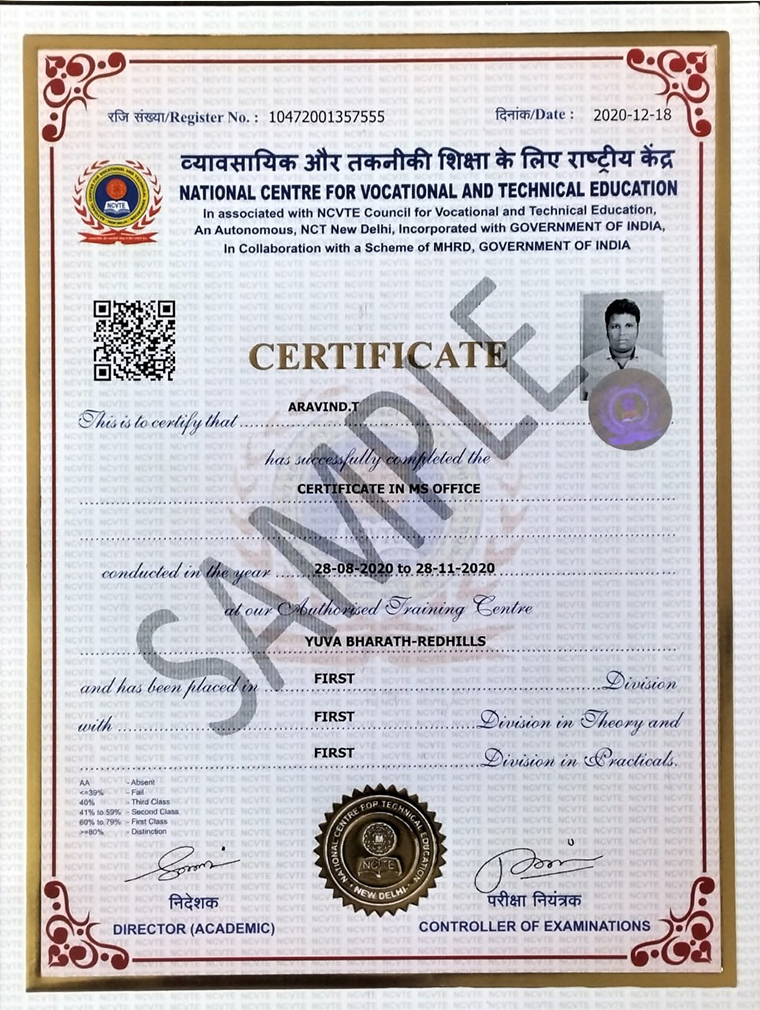 रजि संख्या/Register No. : 10472001357555
दिनांक/Date : 2020-12-18
व्यावसायिक और तकनीकी शिक्षा के लिए राष्ट्रीय केंद्र
NATIONAL CENTRE FOR VOCATIONAL AND TECHNICAL EDUCATION
In associated with NCVTE Council for Vocational and Technical Education,
An Autonomous, NCT New Delhi, Incorporated with GOVERNMENT OF INDIA,
In Collaboration with a Scheme of MHRD, GOVERNMENT OF INDIA
NCVTE
CERTIFICATE
SAMPLE
This is to certify that ARAVIND.T
has successfully completed the
CERTIFICATE IN MS OFFICE
conducted in the year 28-08-2020 to 28-11-2020
at our Authorised Training Centre
YUVA BHARATH-REDHILLS
and has been placed in FIRST Division
with FIRST Division in Theory and
FIRST Division in Practicals.
AA - Absent
<=39% - Fail
40% - Third Class
41% to 59% - Second Class
60% to 79% - First Class
>=80% - Distinction
NATIONAL CENTRE FOR TECHNICAL EDUCATION
NCVTE
NEW DELHI
निदेशक
DIRECTOR (ACADEMIC)
परीक्षा नियंत्रक
CONTROLLER OF EXAMINATIONS